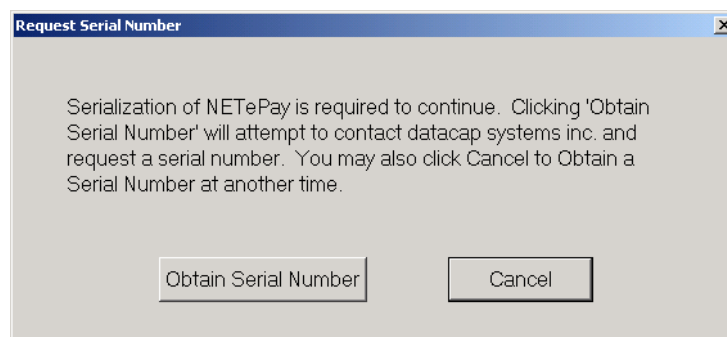 Request Serial Number
Serialization of NETePay is required to continue. Clicking 'Obtain
Serial Number' will attempt to contact datacap systems inc. and
request a serial number. You may also click Cancel to Obtain a
Serial Number at another time.
Obtain Serial Number
Cancel